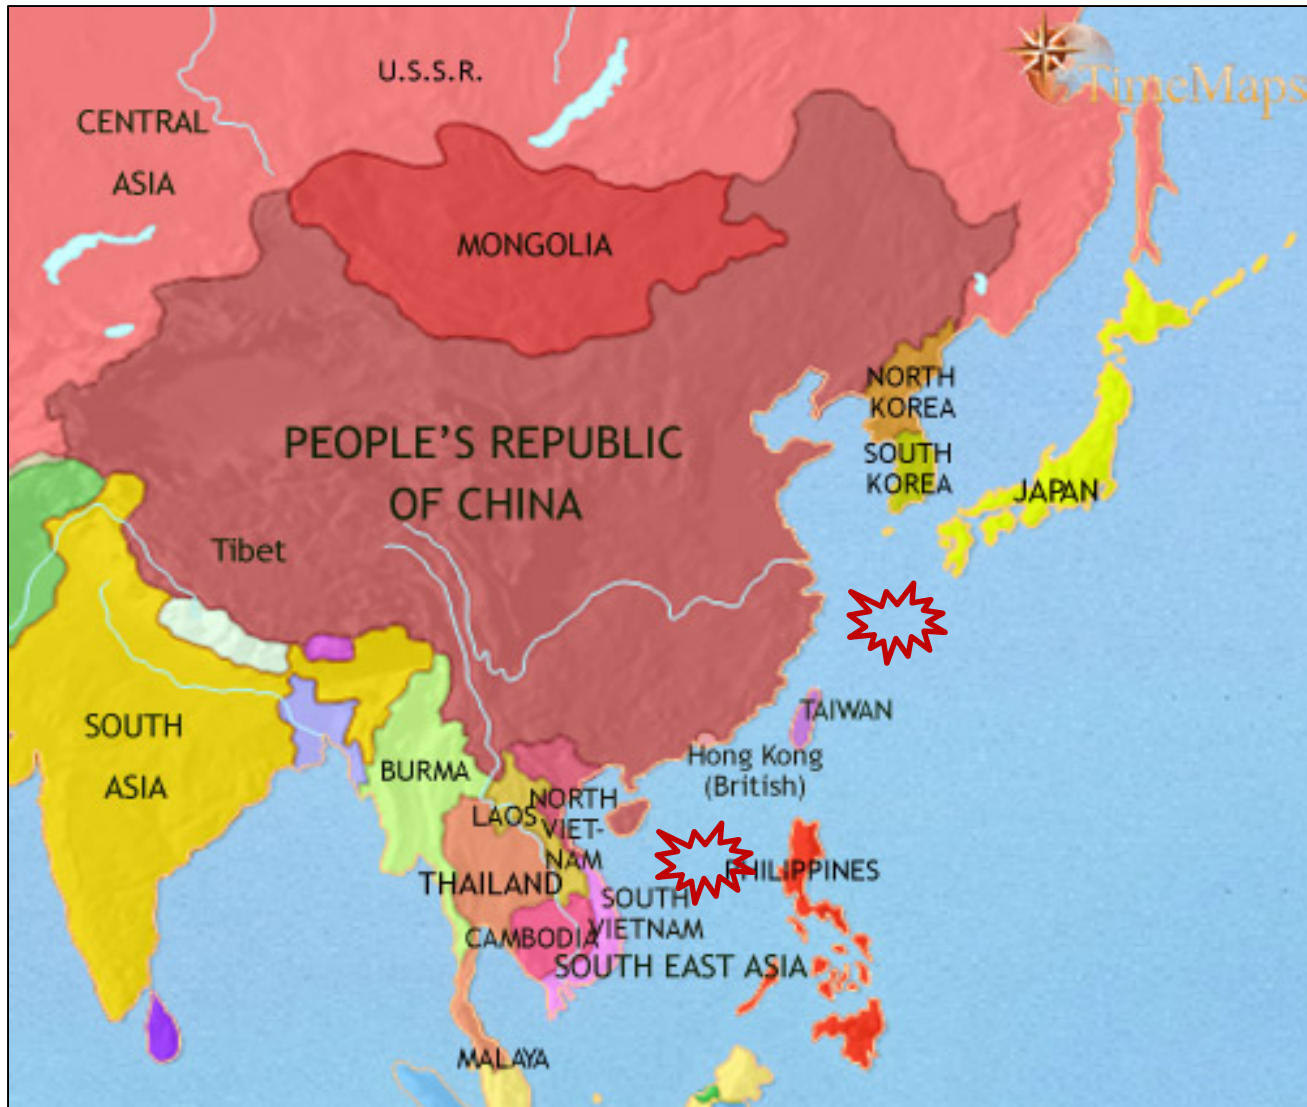 TimeMaps
U.S.S.R.
CENTRAL
ASIA
MONGOLIA
NORTH
KOREA
PEOPLE'S REPUBLIC
OF CHINA
SOUTH
KOREA
JAPAN
Tibet
TAIWAN
SOUTH
ASIA
Hong Kong
(British)
BURMA
LAOS
NORTH
VIET-
NAM
THAILAND
PHILIPPINES
SOUTH
VIETNAM
CAMBODIA
SOUTH EAST ASIA
MALAYA